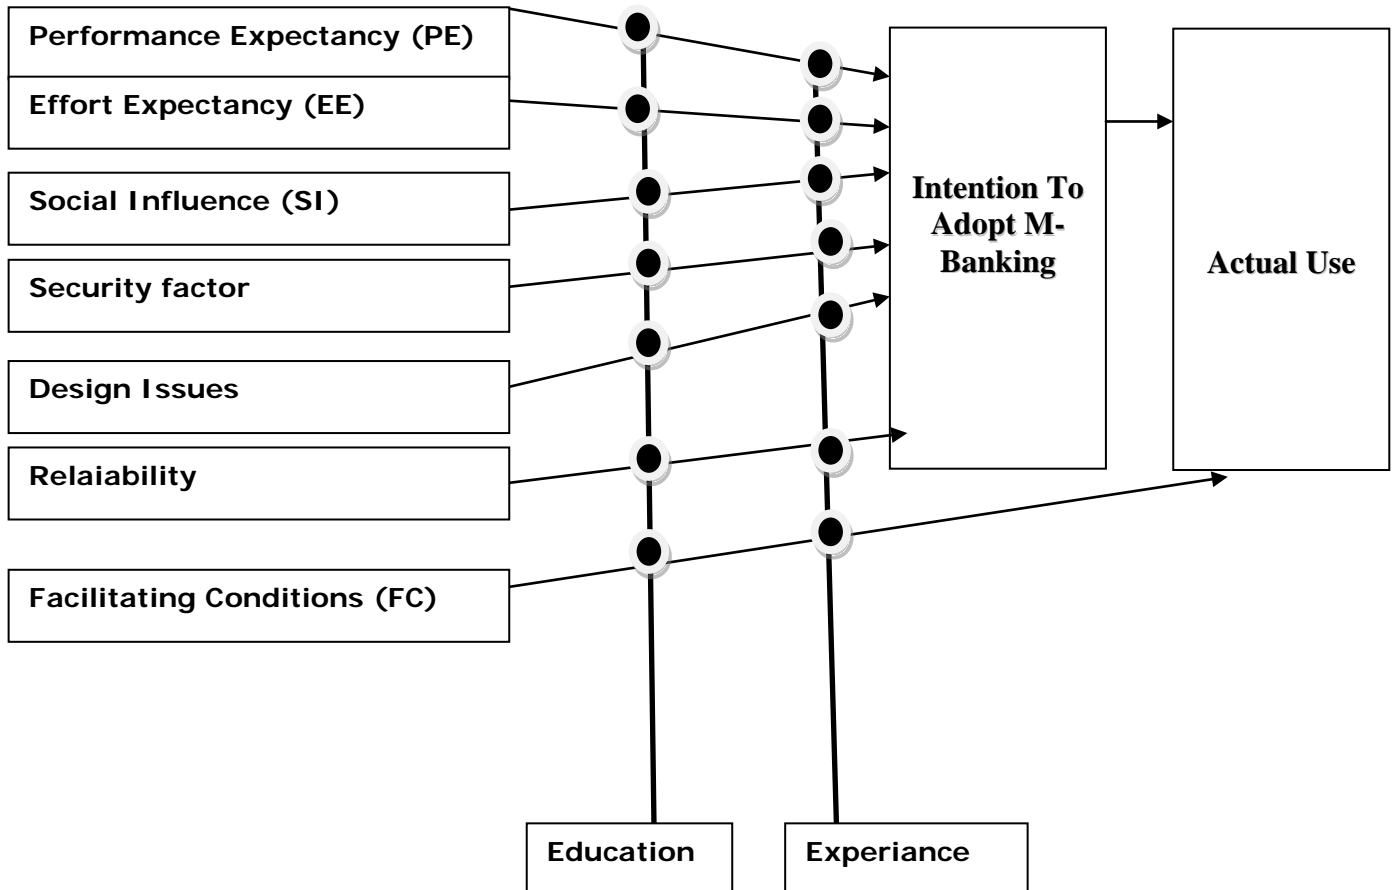 Performance Expectancy (PE)
Effort Expectancy (EE)
Social Influence (SI)
Security factor
Design Issues
Relaiability
Facilitating Conditions (FC)
Intention To
Adopt M-
Banking
Actual Use
Education
Experiance